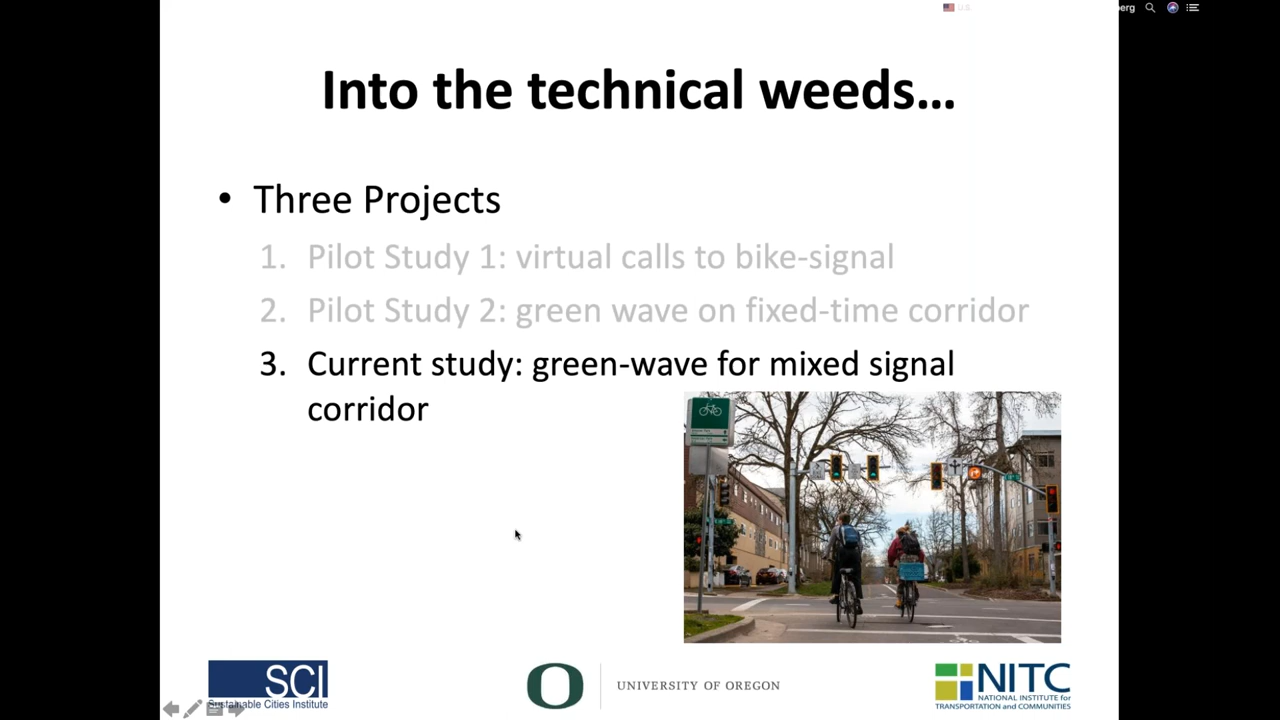 U.S.
erg
Into the technical weeds…
• Three Projects
1. Pilot Study 1: virtual calls to bike-signal
2. Pilot Study 2: green wave on fixed-time corridor
3. Current study: green-wave for mixed signal
corridor
SCI
Sustainable Cities Institute
O
UNIVERSITY OF OREGON
NITC
NATIONAL INSTITUTE for
TRANSPORTATION and COMMUNITIES